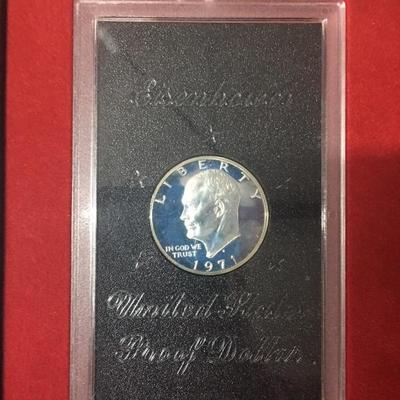 Eisenhower
LIBERTY
IN GOD WE
TRUST
1971
United States
Proof Dollar